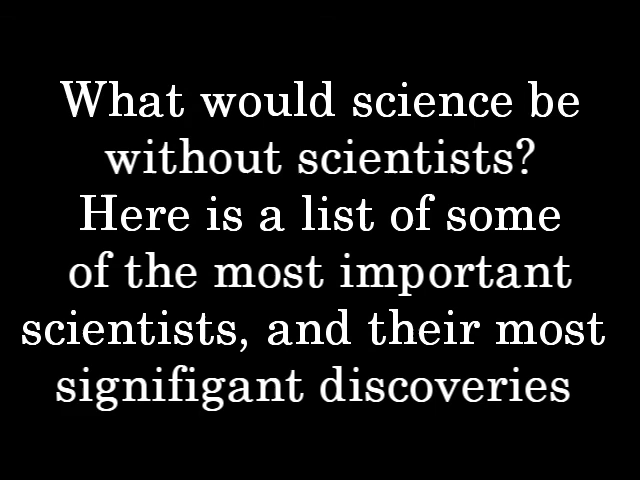 What would science be
without scientists?
Here is a list of some
of the most important
scientists, and their most
signifigant discoveries